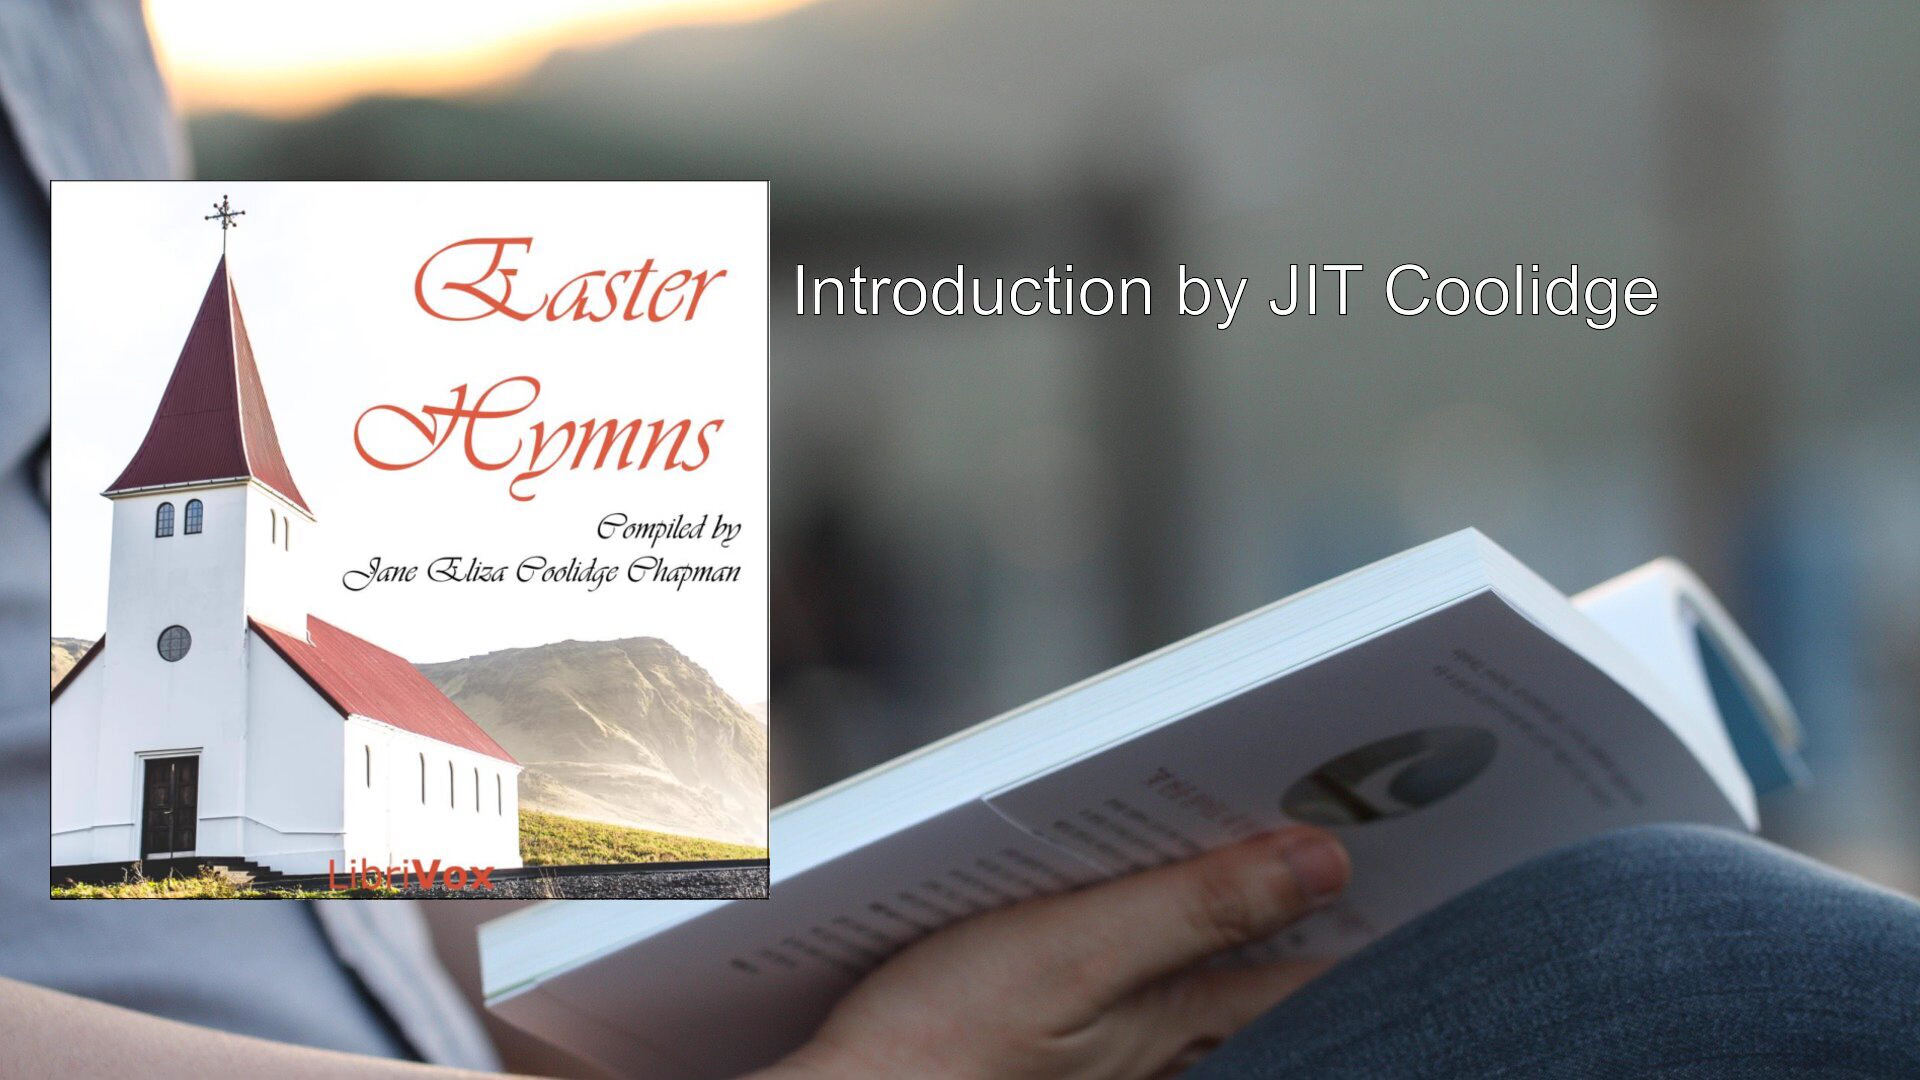 Easter
Hymns
Compiled by
Jane Eliza Coolidge Chapman
LibriVox
Introduction by JIT Coolidge